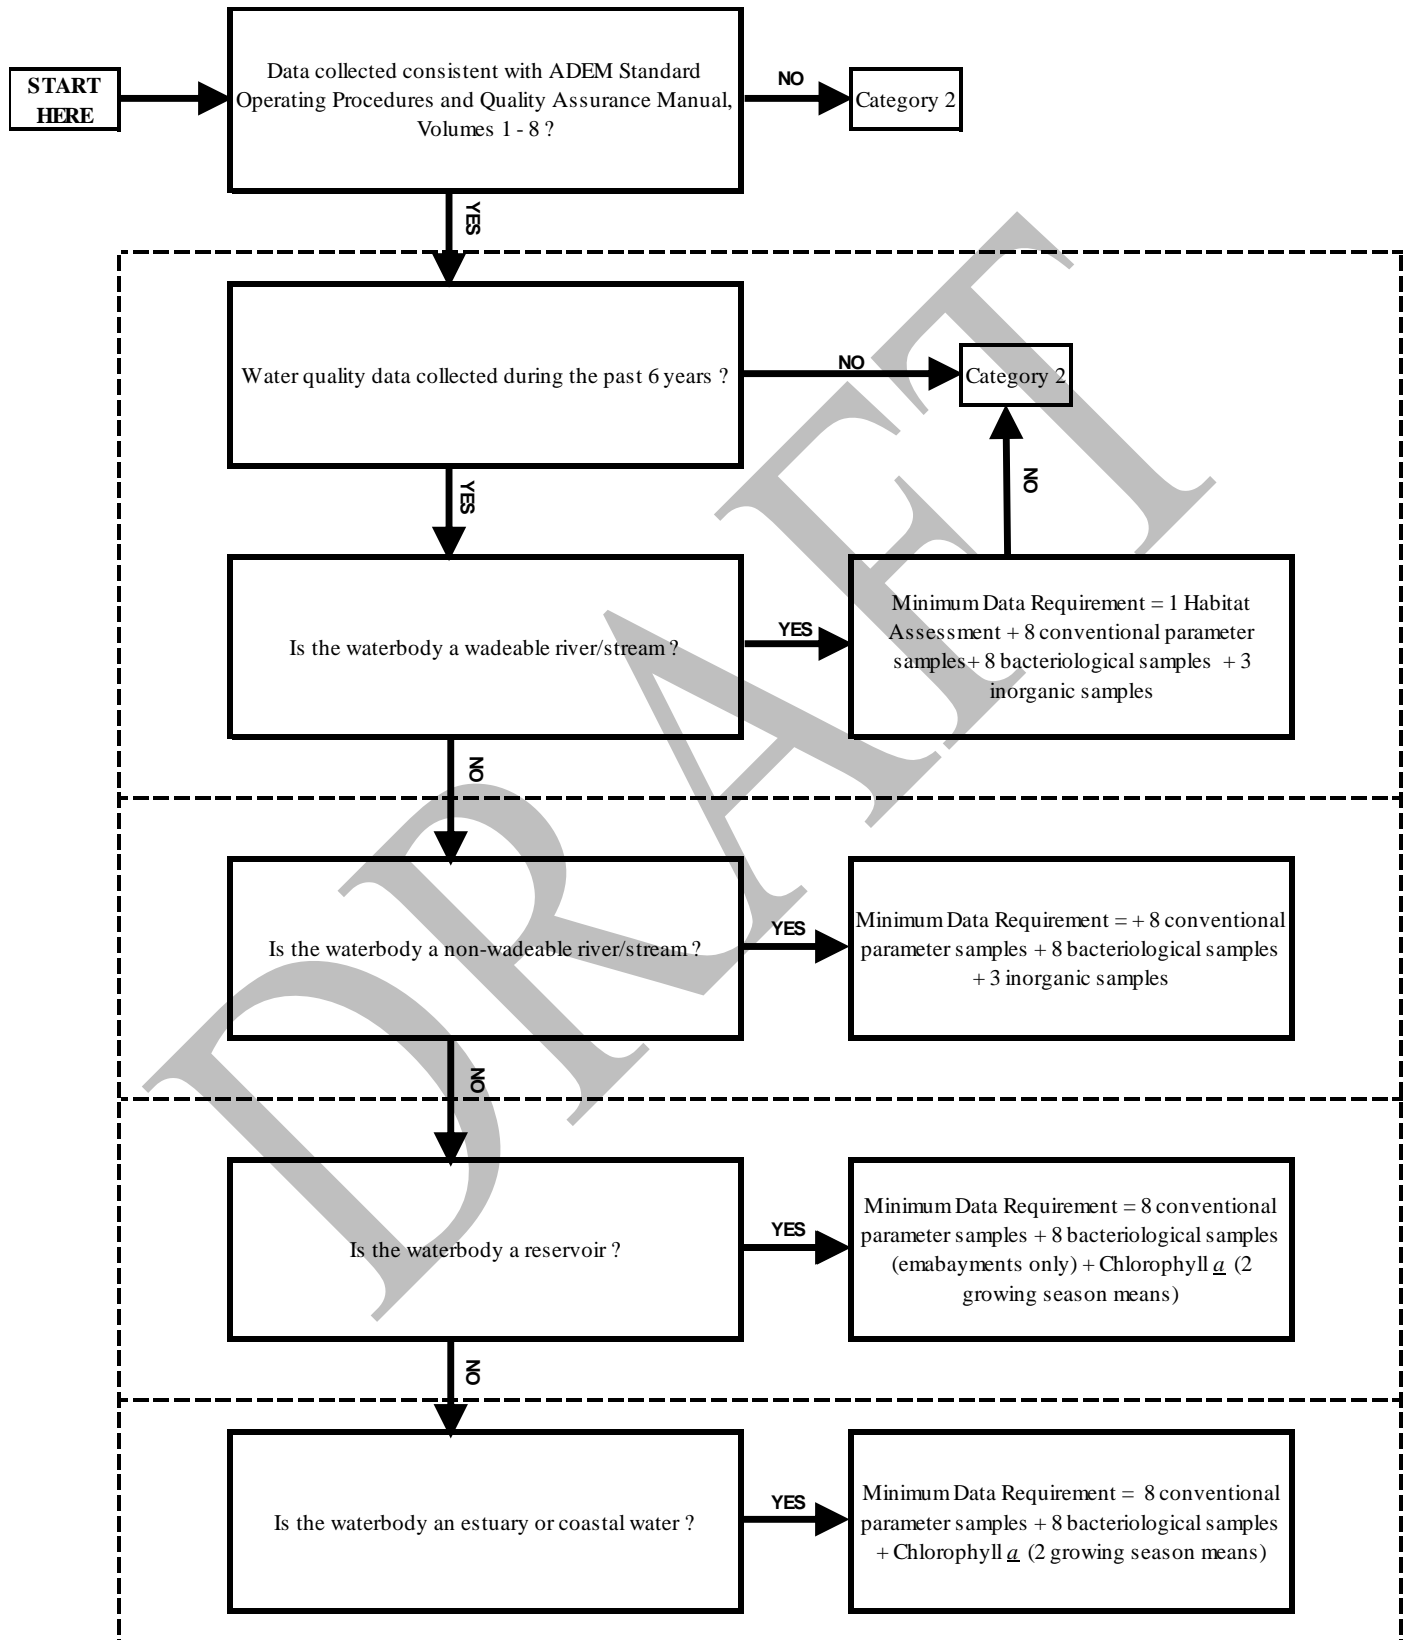 START
HERE
Data collected consistent with ADEM Standard
Operating Procedures and Quality Assurance Manual,
Volumes 1 - 8 ?
NO
Category 2
YES
Water quality data collected during the past 6 years ?
NO
Category 2
YES
NO
Is the waterbody a wadeable river/stream ?
YES
Minimum Data Requirement = 1 Habitat
Assessment + 8 conventional parameter
samples+ 8 bacteriological samples + 3
inorganic samples
NO
Is the waterbody a non-wadeable river/stream ?
YES
Minimum Data Requirement = + 8 conventional
parameter samples + 8 bacteriological samples
+ 3 inorganic samples
NO
Is the waterbody a reservoir ?
YES
Minimum Data Requirement = 8 conventional
parameter samples + 8 bacteriological samples
(emabayments only) + Chlorophyll a (2
growing season means)
NO
Is the waterbody an estuary or coastal water ?
YES
Minimum Data Requirement = 8 conventional
parameter samples + 8 bacteriological samples
+ Chlorophyll a (2 growing season means)
DRAFT